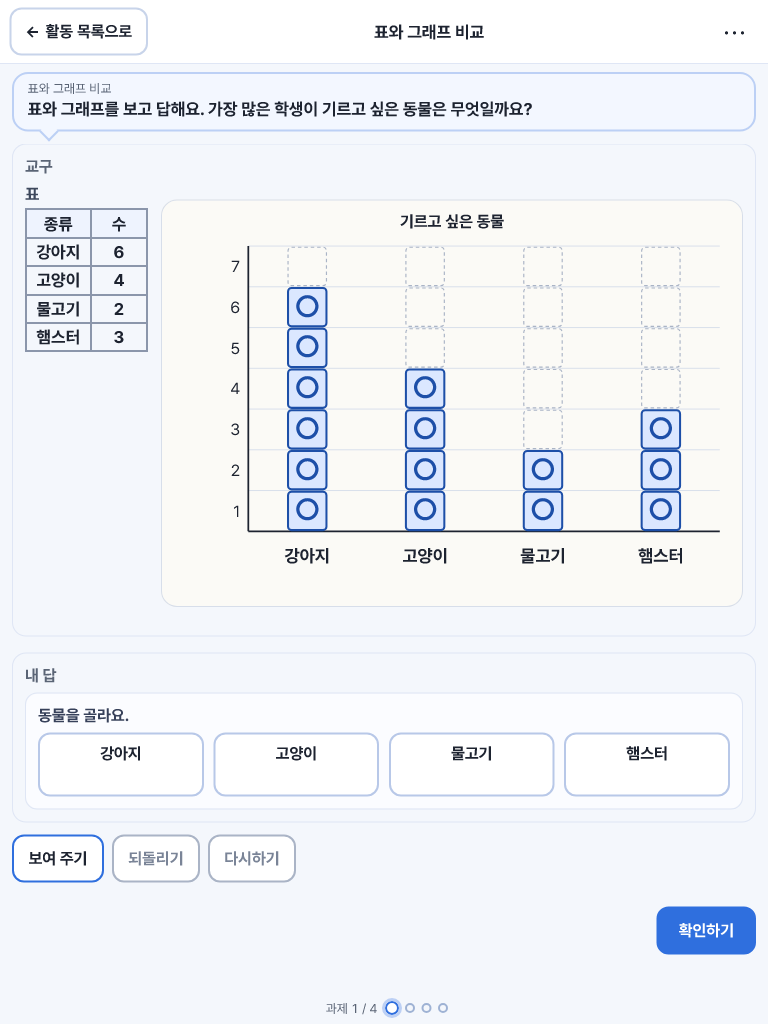 ← 활동 목록으로
표와 그래프 비교
표와 그래프 비교
표와 그래프를 보고 답해요. 가장 많은 학생이 기르고 싶은 동물은 무엇일까요?
교구
표
종류 수
강아지 6
고양이 4
물고기 2
햄스터 3
기르고 싶은 동물
7
6
5
4
3
2
1
강아지 고양이 물고기 햄스터
내 답
동물을 골라요.
강아지 고양이 물고기 햄스터
보여 주기 되돌리기 다시하기
확인하기
과제 1 / 4